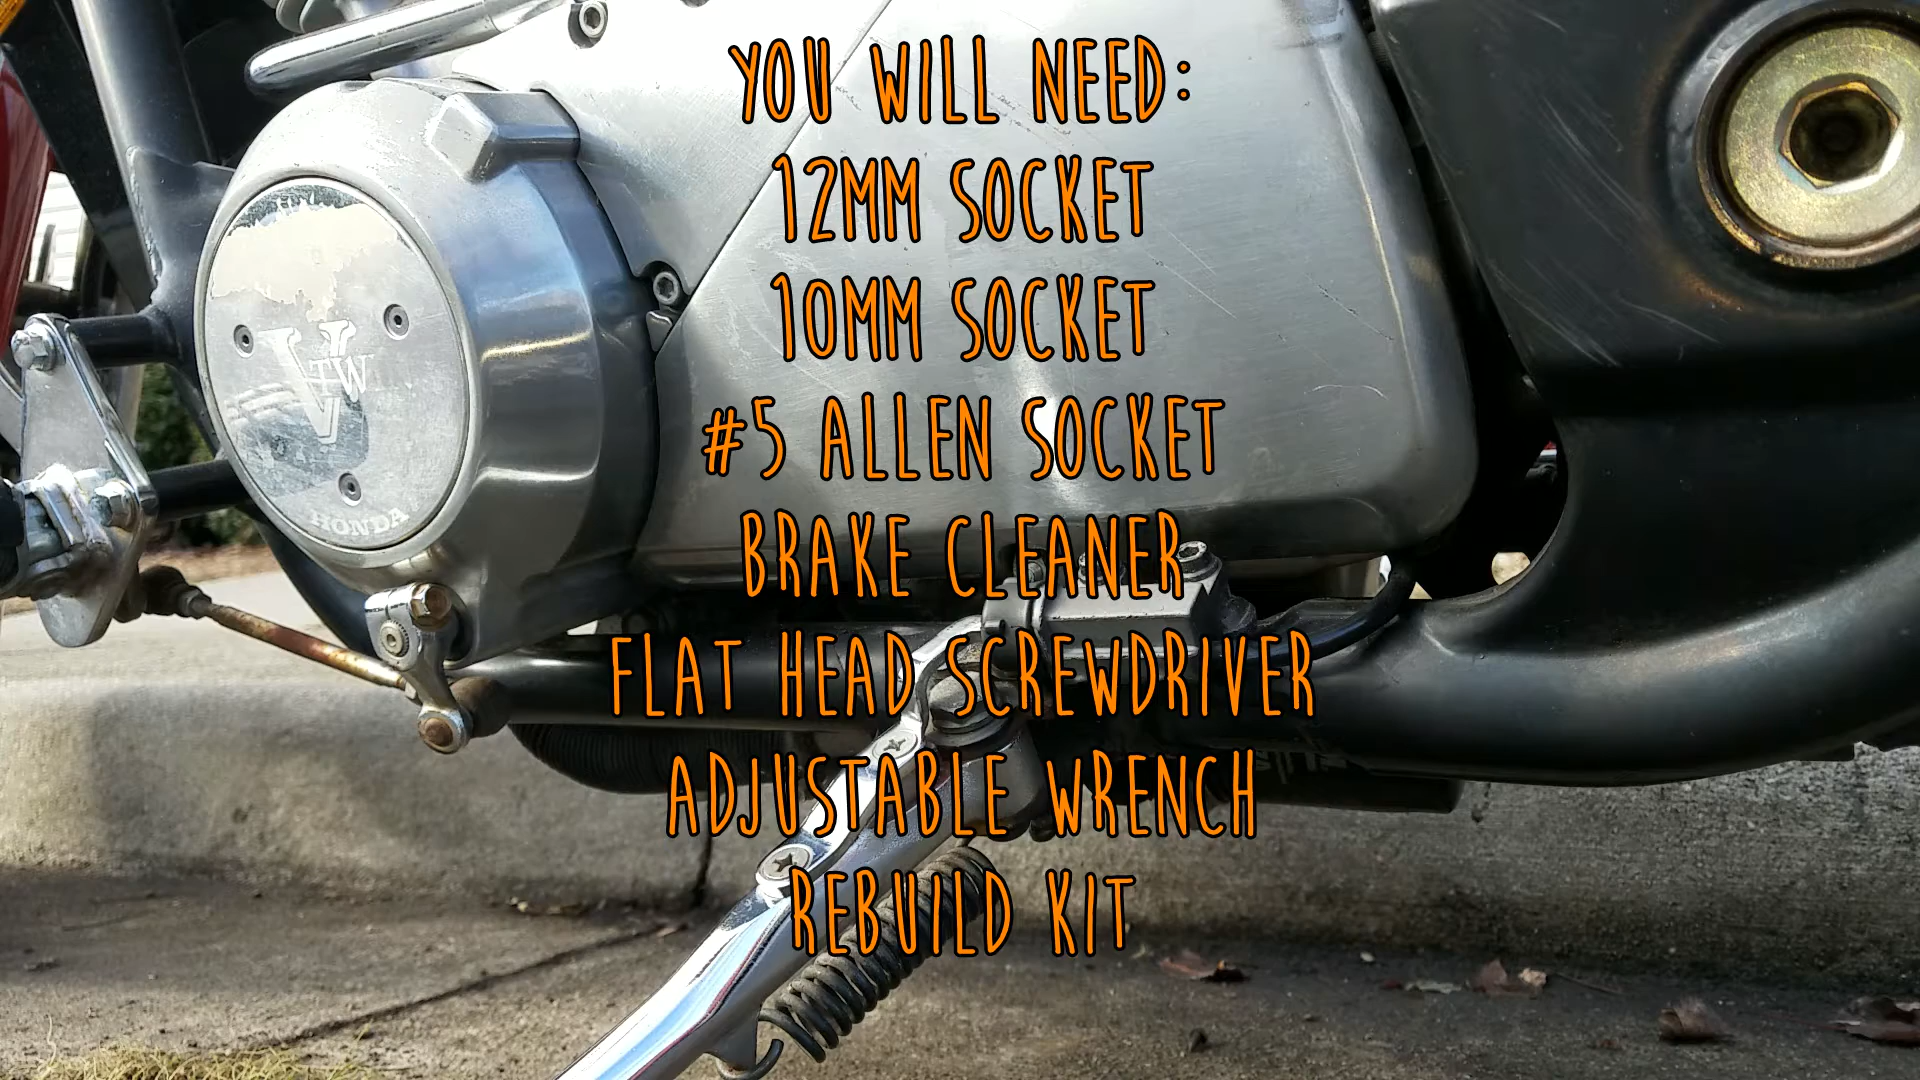 YOU WILL NEED:
12MM SOCKET
10MM SOCKET
#5 ALLEN SOCKET
BRAKE CLEANER
FLAT HEAD SCREWDRIVER
ADJUSTABLE WRENCH
REBUILD KIT
V
TW
HONDA